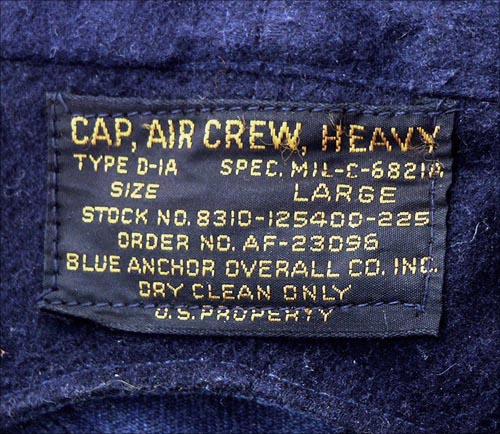 CAP, AIR CREW, HEAVY
TYPE D-1A SPEC. MIL-C-6821A
SIZE LARGE
STOCK NO. 8310-125400-225
ORDER NO. AF-23096
BLUE ANCHOR OVERALL CO. INC.
DRY CLEAN ONLY
U.S. PROPERTY